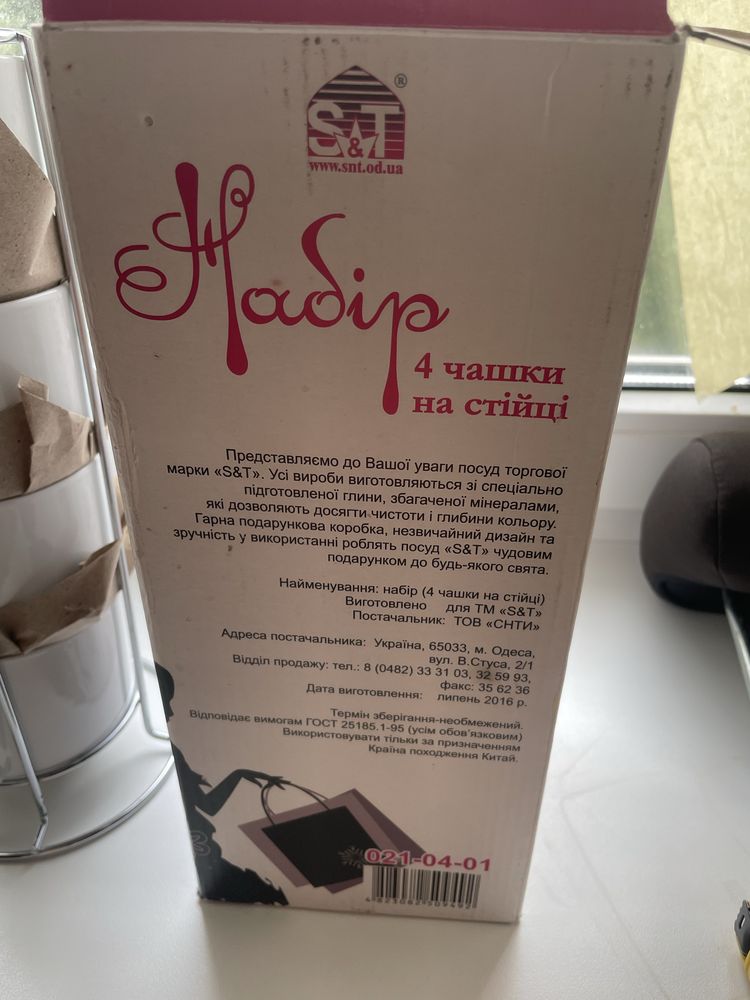 S&T®
www.snt.od.ua
Набір
4 чашки
на стійці
Представляємо до Вашої уваги посуд торгової
марки «S&T». Усі вироби виготовляються зі спеціально
підготовленої глини, збагаченої мінералами,
які дозволяють досягти чистоти і глибини кольору.
Гарна подарункова коробка, незвичайний дизайн та
зручність у використанні роблять посуд «S&T» чудовим
подарунком до будь-якого свята.
Найменування: набір (4 чашки на стійці)
Виготовлено для ТМ «S&T»
Постачальник: ТОВ «СНТИ»
Адреса постачальника: Україна, 65033, м. Одеса,
вул. В.Стуса, 2/1
Відділ продажу: тел.: 8 (0482) 33 31 03, 32 59 93,
факс: 35 62 36
Дата виготовлення: липень 2016 р.
Термін зберігання-необмежений.
Відповідає вимогам ГОСТ 25185.1-95 (усім обов'язковим)
Використовувати тільки за призначенням
Країна походження Китай.
021-04-01